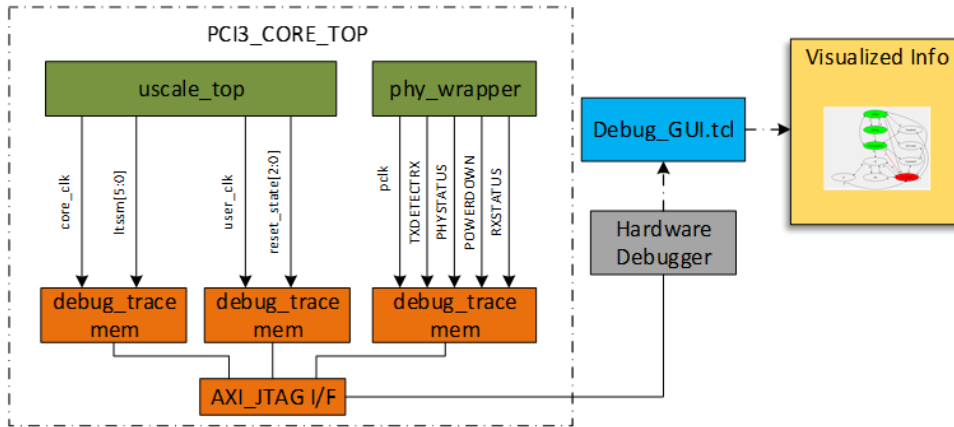 PCI3_CORE_TOP
uscale_top
phy_wrapper
core_clk
ltssm[5:0]
user_clk
reset_state[2:0]
pclk
TXDETECTRX
PHYSTATUS
POWERDOWN
RXSTATUS
debug_trace
mem
debug_trace
mem
debug_trace
mem
AXI_JTAG I/F
Debug_GUI.tcl
Hardware
Debugger
Visualized Info